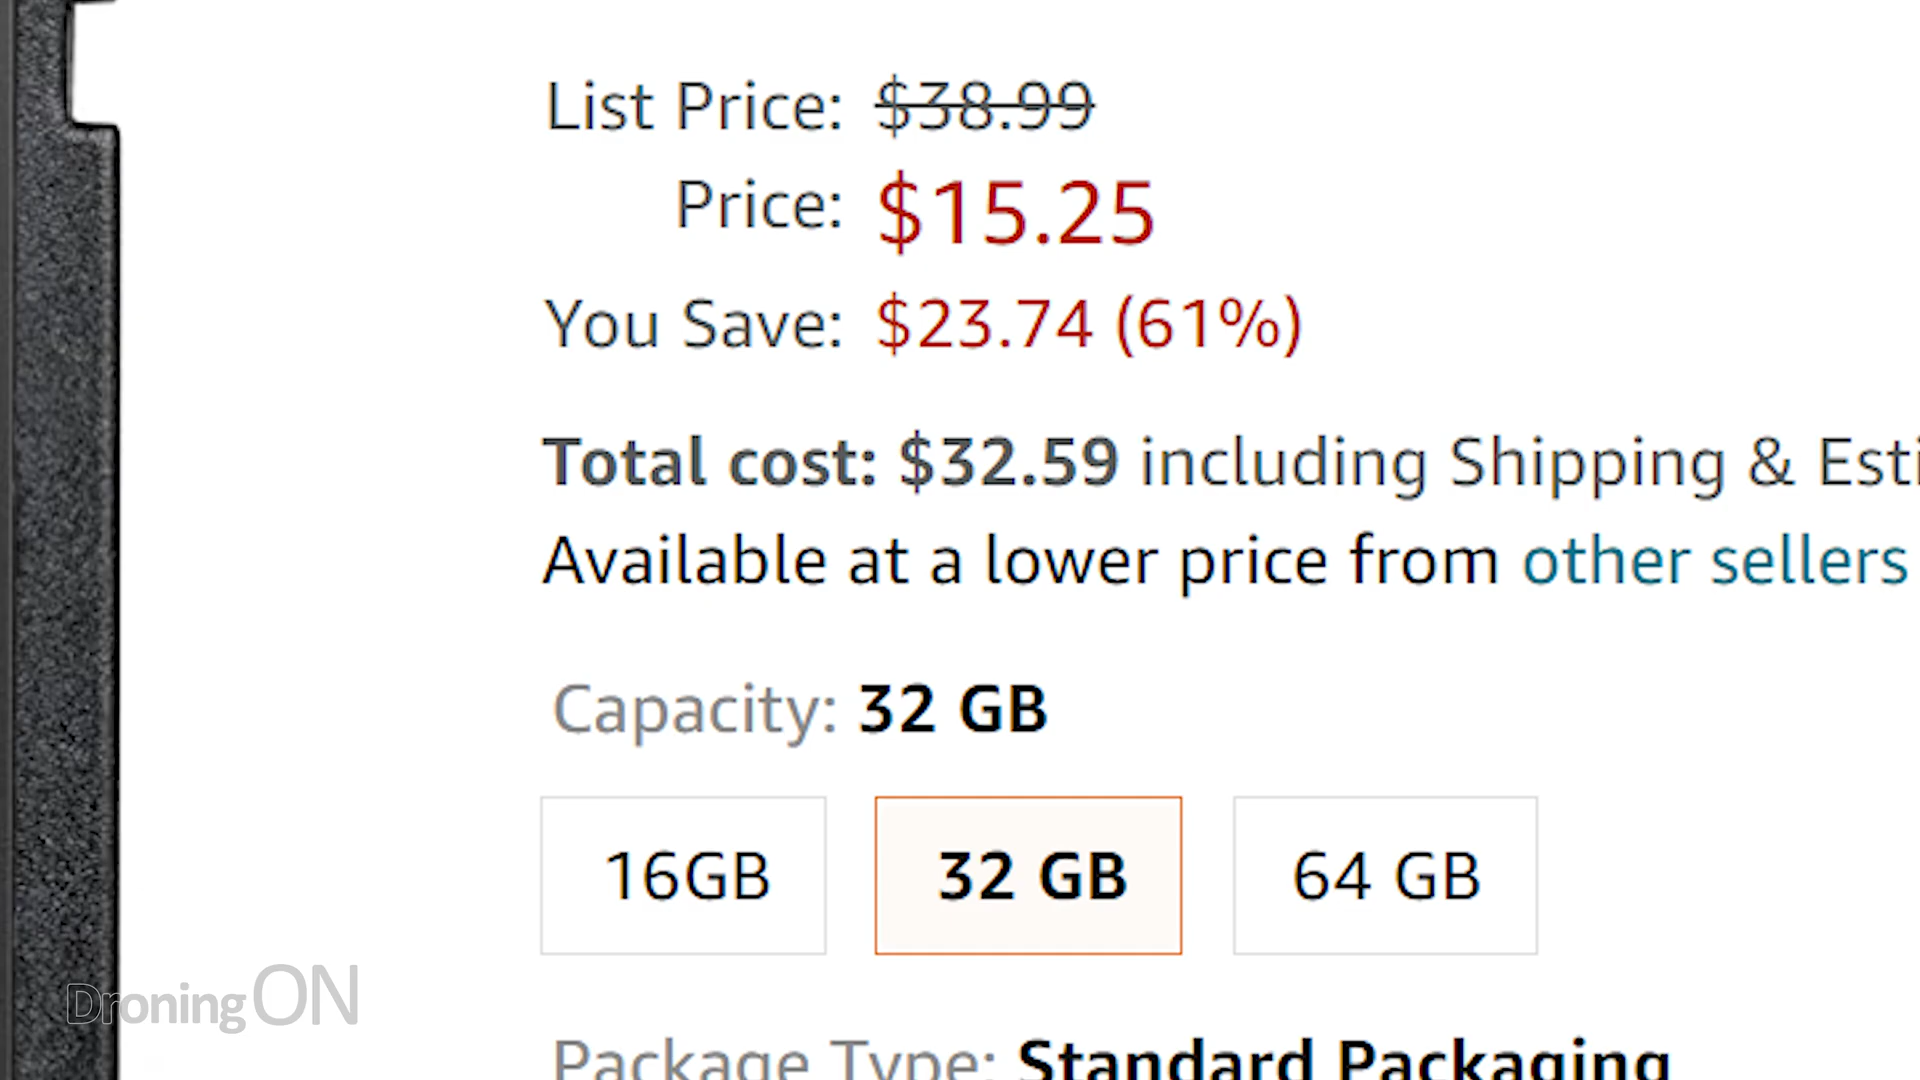 List Price: $38.99
Price: $15.25
You Save: $23.74 (61%)
Total cost: $32.59 including Shipping &
Available at a lower price from other sellers
Capacity: 32 GB
16GB
32 GB
64 GB
DroningON
Package Type: Standard Packaging